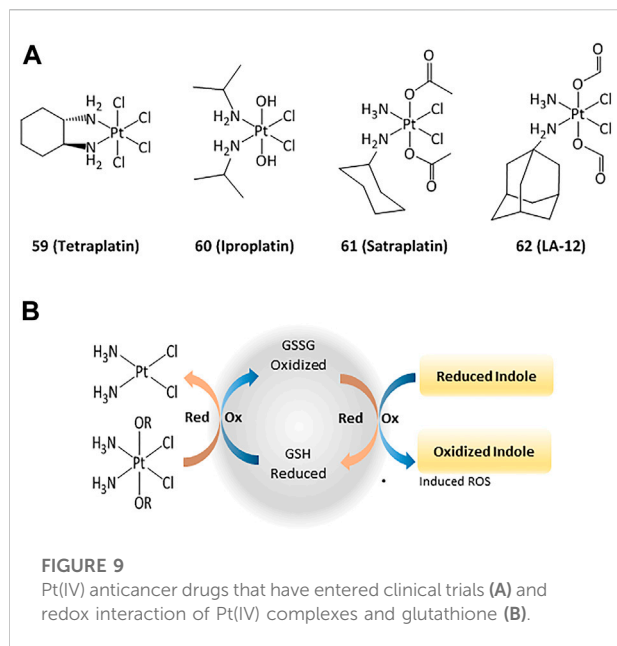 A
H₂
N
Cl
Cl
Pt
N
H₂
Cl
Cl
59 (Tetraplatin)
OH
H₂N
Cl
Pt
H₂N
Cl
OH
60 (Iproplatin)
O
O
H₃N
Cl
Pt
H₂N
Cl
O
O
61 (Satraplatin)
O
O
H₃N
Cl
Pt
H₂N
Cl
O
O
62 (LA-12)
B
H₃N
Cl
Pt
H₃N
Cl
OR
H₃N
Cl
Pt
H₃N
Cl
OR
Red
Ox
GSSG
Oxidized
GSH
Reduced
Red
Ox
Reduced Indole
Oxidized Indole
Induced ROS
FIGURE 9
Pt(IV) anticancer drugs that have entered clinical trials (A) and
redox interaction of Pt(IV) complexes and glutathione (B).